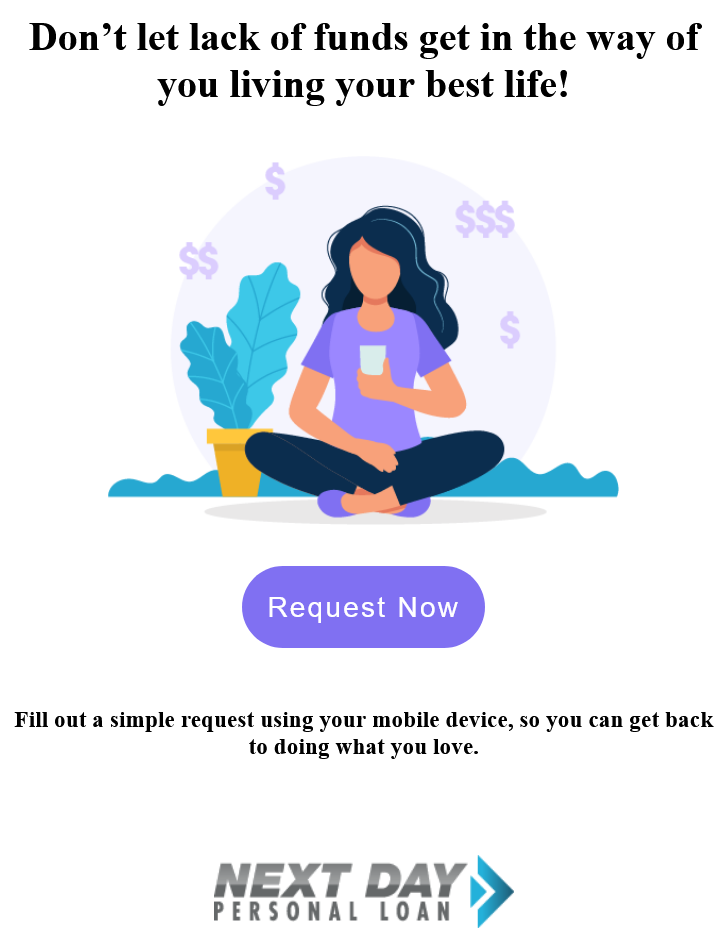 Don’t let lack of funds get in the way of
you living your best life!
$
$$$
$$
$
Request Now
Fill out a simple request using your mobile device, so you can get back
to doing what you love.
NEXT DAY
PERSONAL LOAN